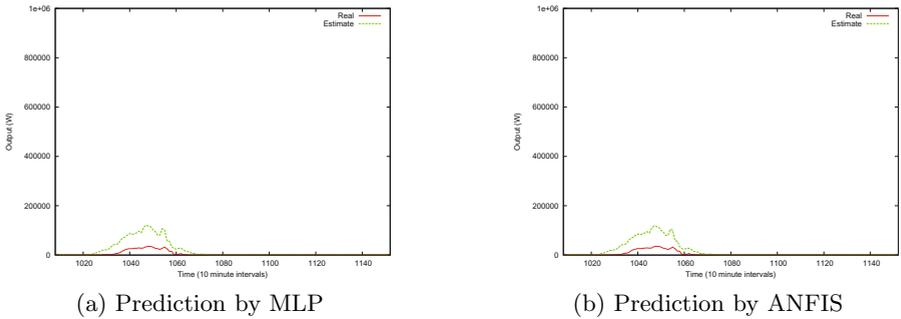 1e+06
800000
600000
400000
200000
0
Output (W)
Real
Estimate
1020 1040 1060 1080 1100 1120 1140
Time (10 minute intervals)
(a) Prediction by MLP
1e+06
800000
600000
400000
200000
0
Output (W)
Real
Estimate
1020 1040 1060 1080 1100 1120 1140
Time (10 minute intervals)
(b) Prediction by ANFIS